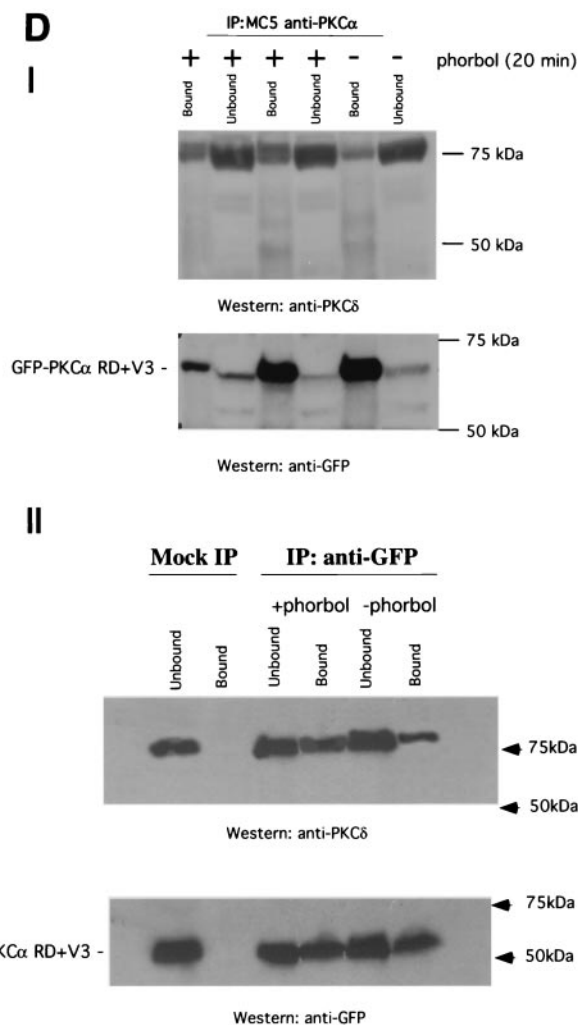 D
IP:MC5 anti-PKCα
I
+ + + + - - phorbol (20 min)
Bound Unbound Bound Unbound Bound Unbound
75 kDa
50 kDa
Western: anti-PKCδ
75 kDa
GFP-PKCα RD+V3 -
50 kDa
Western: anti-GFP
II
Mock IP IP: anti-GFP
+phorbol -phorbol
Unbound Bound Unbound Bound Unbound Bound
75kDa
50kDa
Western: anti-PKCδ
75kDa
KCα RD+V3 -
50kDa
Western: anti-GFP